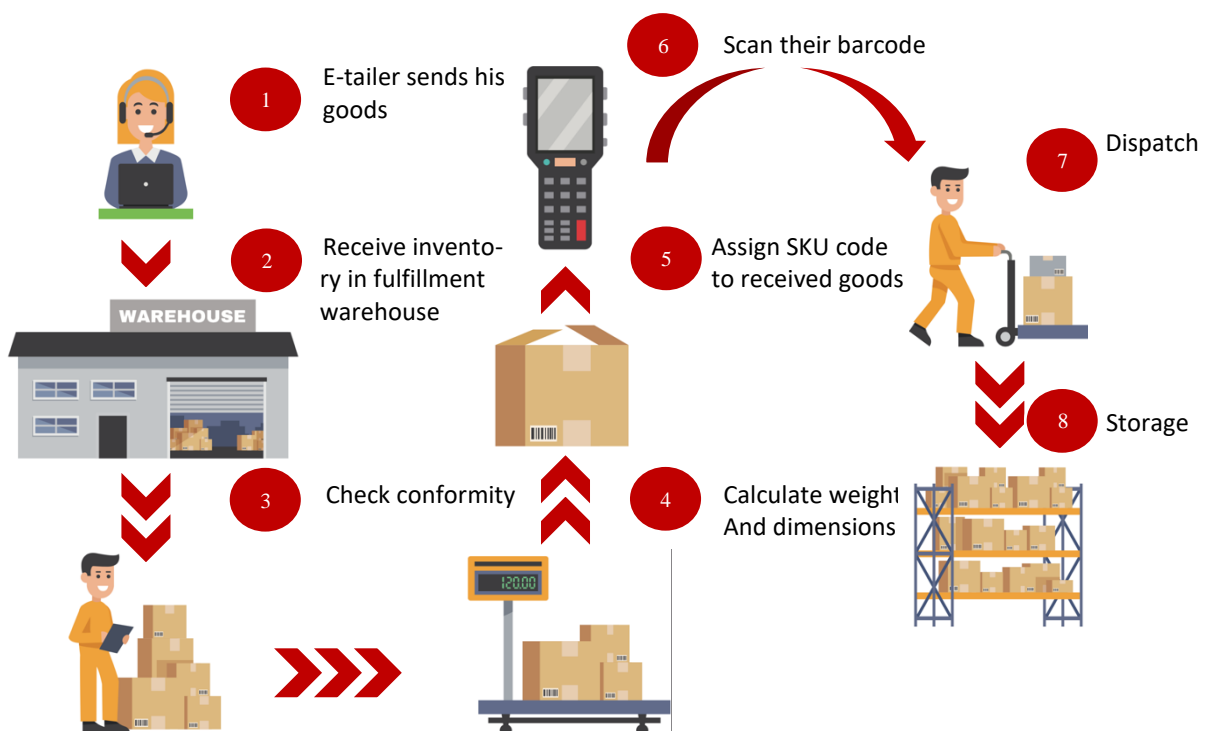 1
E-tailer sends his
goods
2
Receive invento-
ry in fulfillment
warehouse
WAREHOUSE
3
Check conformity
4
Calculate weight
And dimensions
120.00
5
Assign SKU code
to received goods
6
Scan their barcode
7
Dispatch
8
Storage